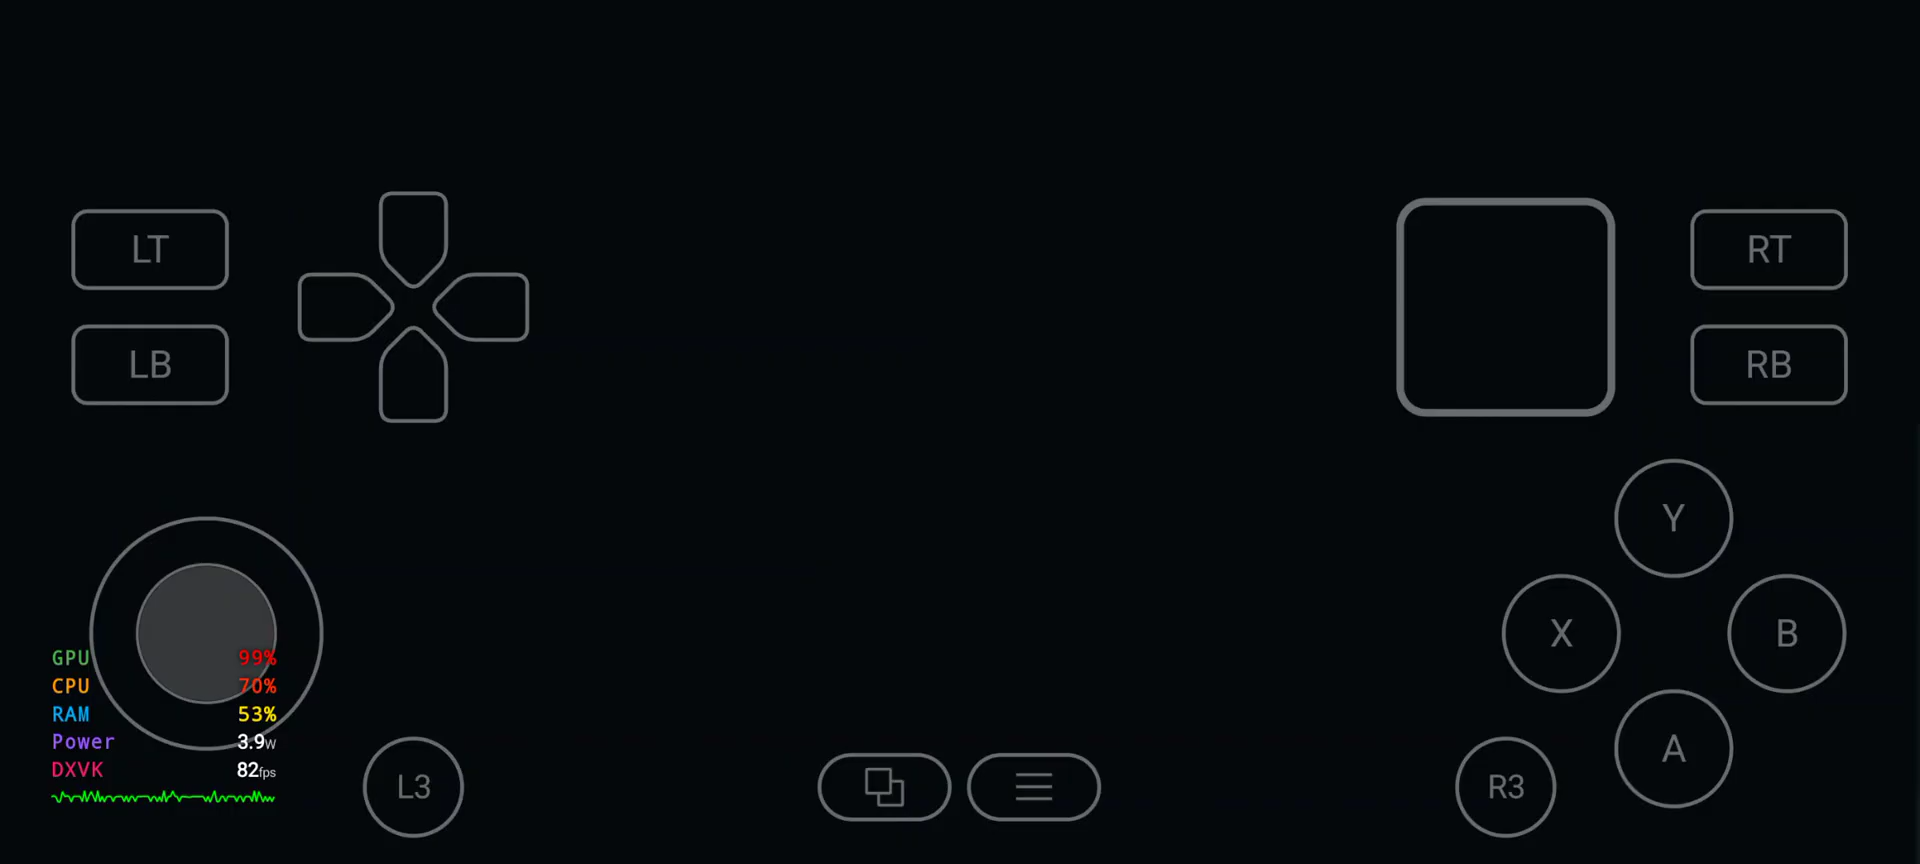 LT
RT
LB
RB
Y
X
B
GPU 99%
CPU 70%
RAM 53%
Power 3.9W
DXVK 82fps
A
L3
R3